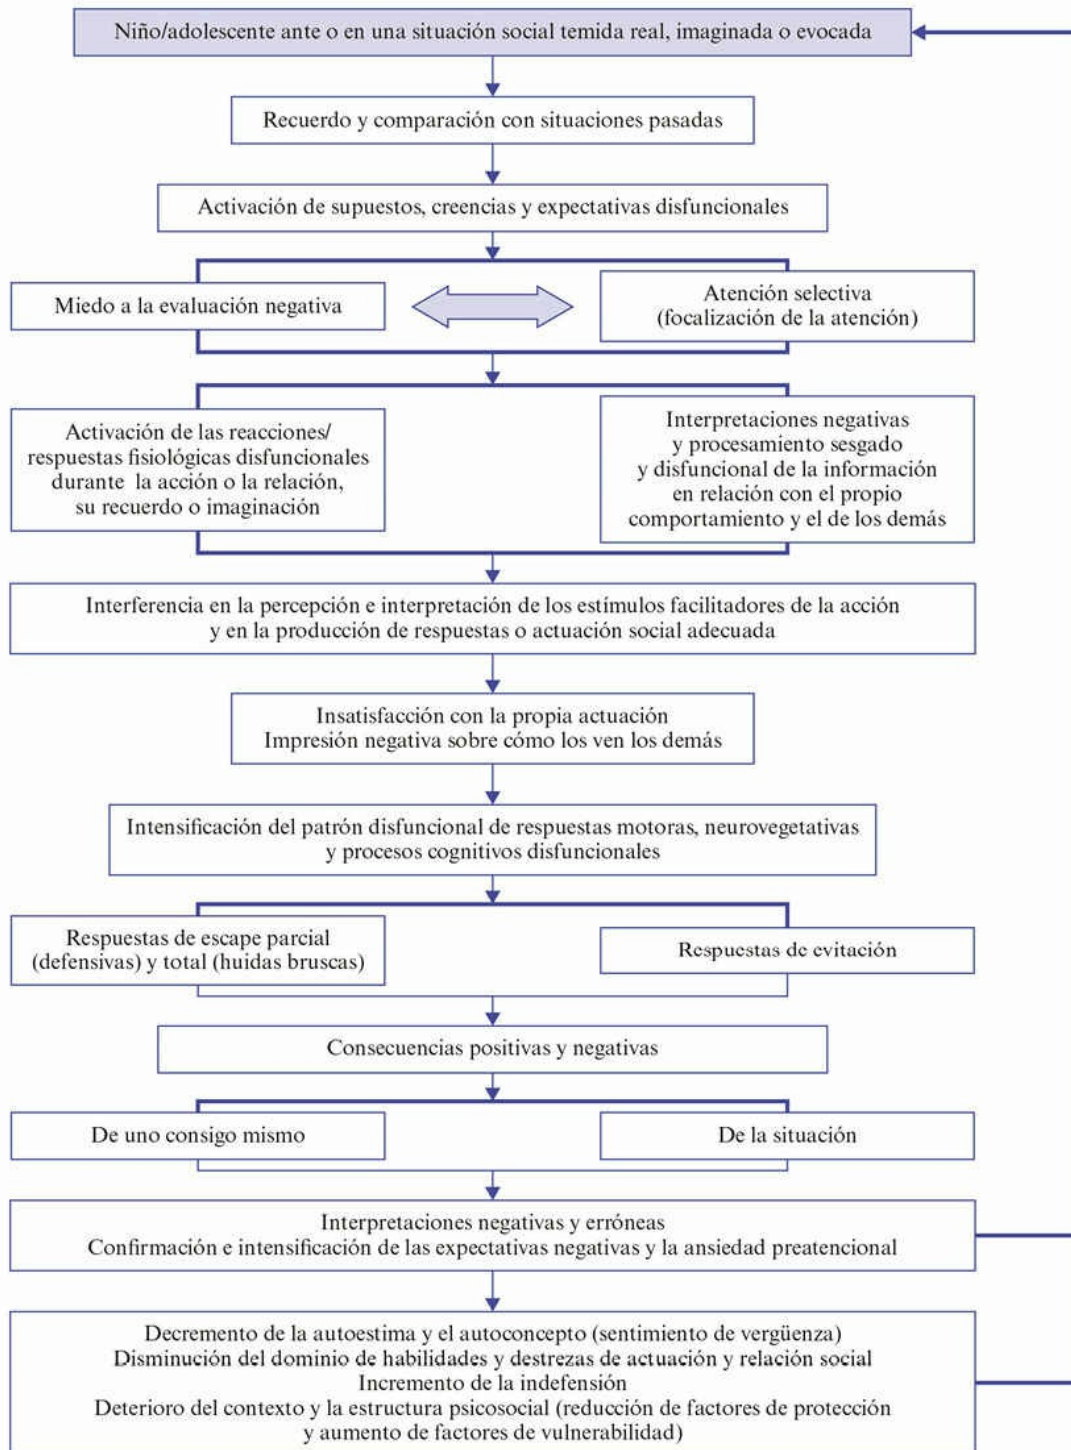 Niño/adolescente ante o en una situación social temida real, imaginada o evocada
Recuerdo y comparación con situaciones pasadas
Activación de supuestos, creencias y expectativas disfuncionales
Miedo a la evaluación negativa
Atención selectiva
(focalización de la atención)
Activación de las reacciones/
respuestas fisiológicas disfuncionales
durante la acción o la relación,
su recuerdo o imaginación
Interpretaciones negativas
y procesamiento sesgado
y disfuncional de la información
en relación con el propio
comportamiento y el de los demás
Interferencia en la percepción e interpretación de los estímulos facilitadores de la acción
y en la producción de respuestas o actuación social adecuada
Insatisfacción con la propia actuación
Impresión negativa sobre cómo los ven los demás
Intensificación del patrón disfuncional de respuestas motoras, neurovegetativas
y procesos cognitivos disfuncionales
Respuestas de escape parcial
(defensivas) y total (huidas bruscas)
Respuestas de evitación
Consecuencias positivas y negativas
De uno consigo mismo
De la situación
Interpretaciones negativas y erróneas
Confirmación e intensificación de las expectativas negativas y la ansiedad preatencional
Decremento de la autoestima y el autoconcepto (sentimiento de vergüenza)
Disminución del dominio de habilidades y destrezas de actuación y relación social
Incremento de la indefensión
Deterioro del contexto y la estructura psicosocial (reducción de factores de protección
y aumento de factores de vulnerabilidad)